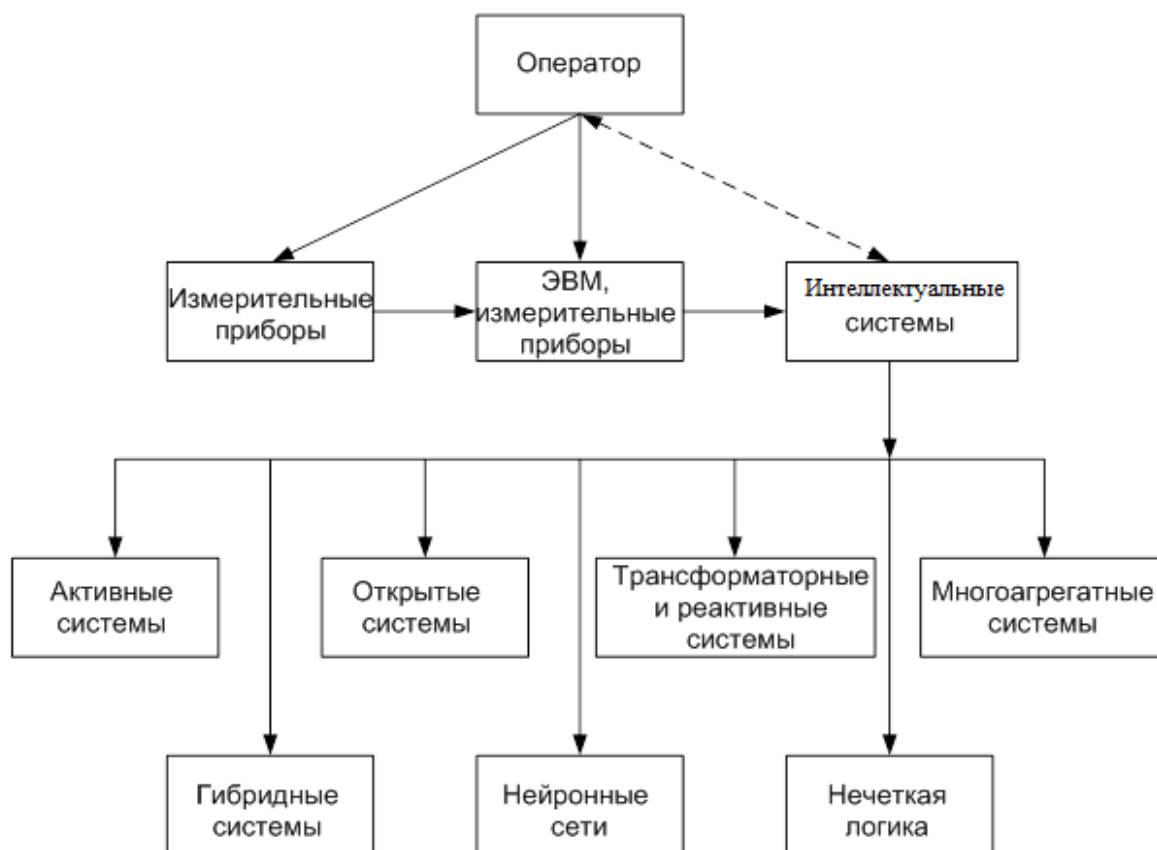 Оператор
Измерительные
приборы
ЭВМ,
измерительные
приборы
Интеллектуальные
системы
Активные
системы
Открытые
системы
Трансформаторные
и реактивные
системы
Многоагрегатные
системы
Гибридные
системы
Нейронные
сети
Нечеткая
логика